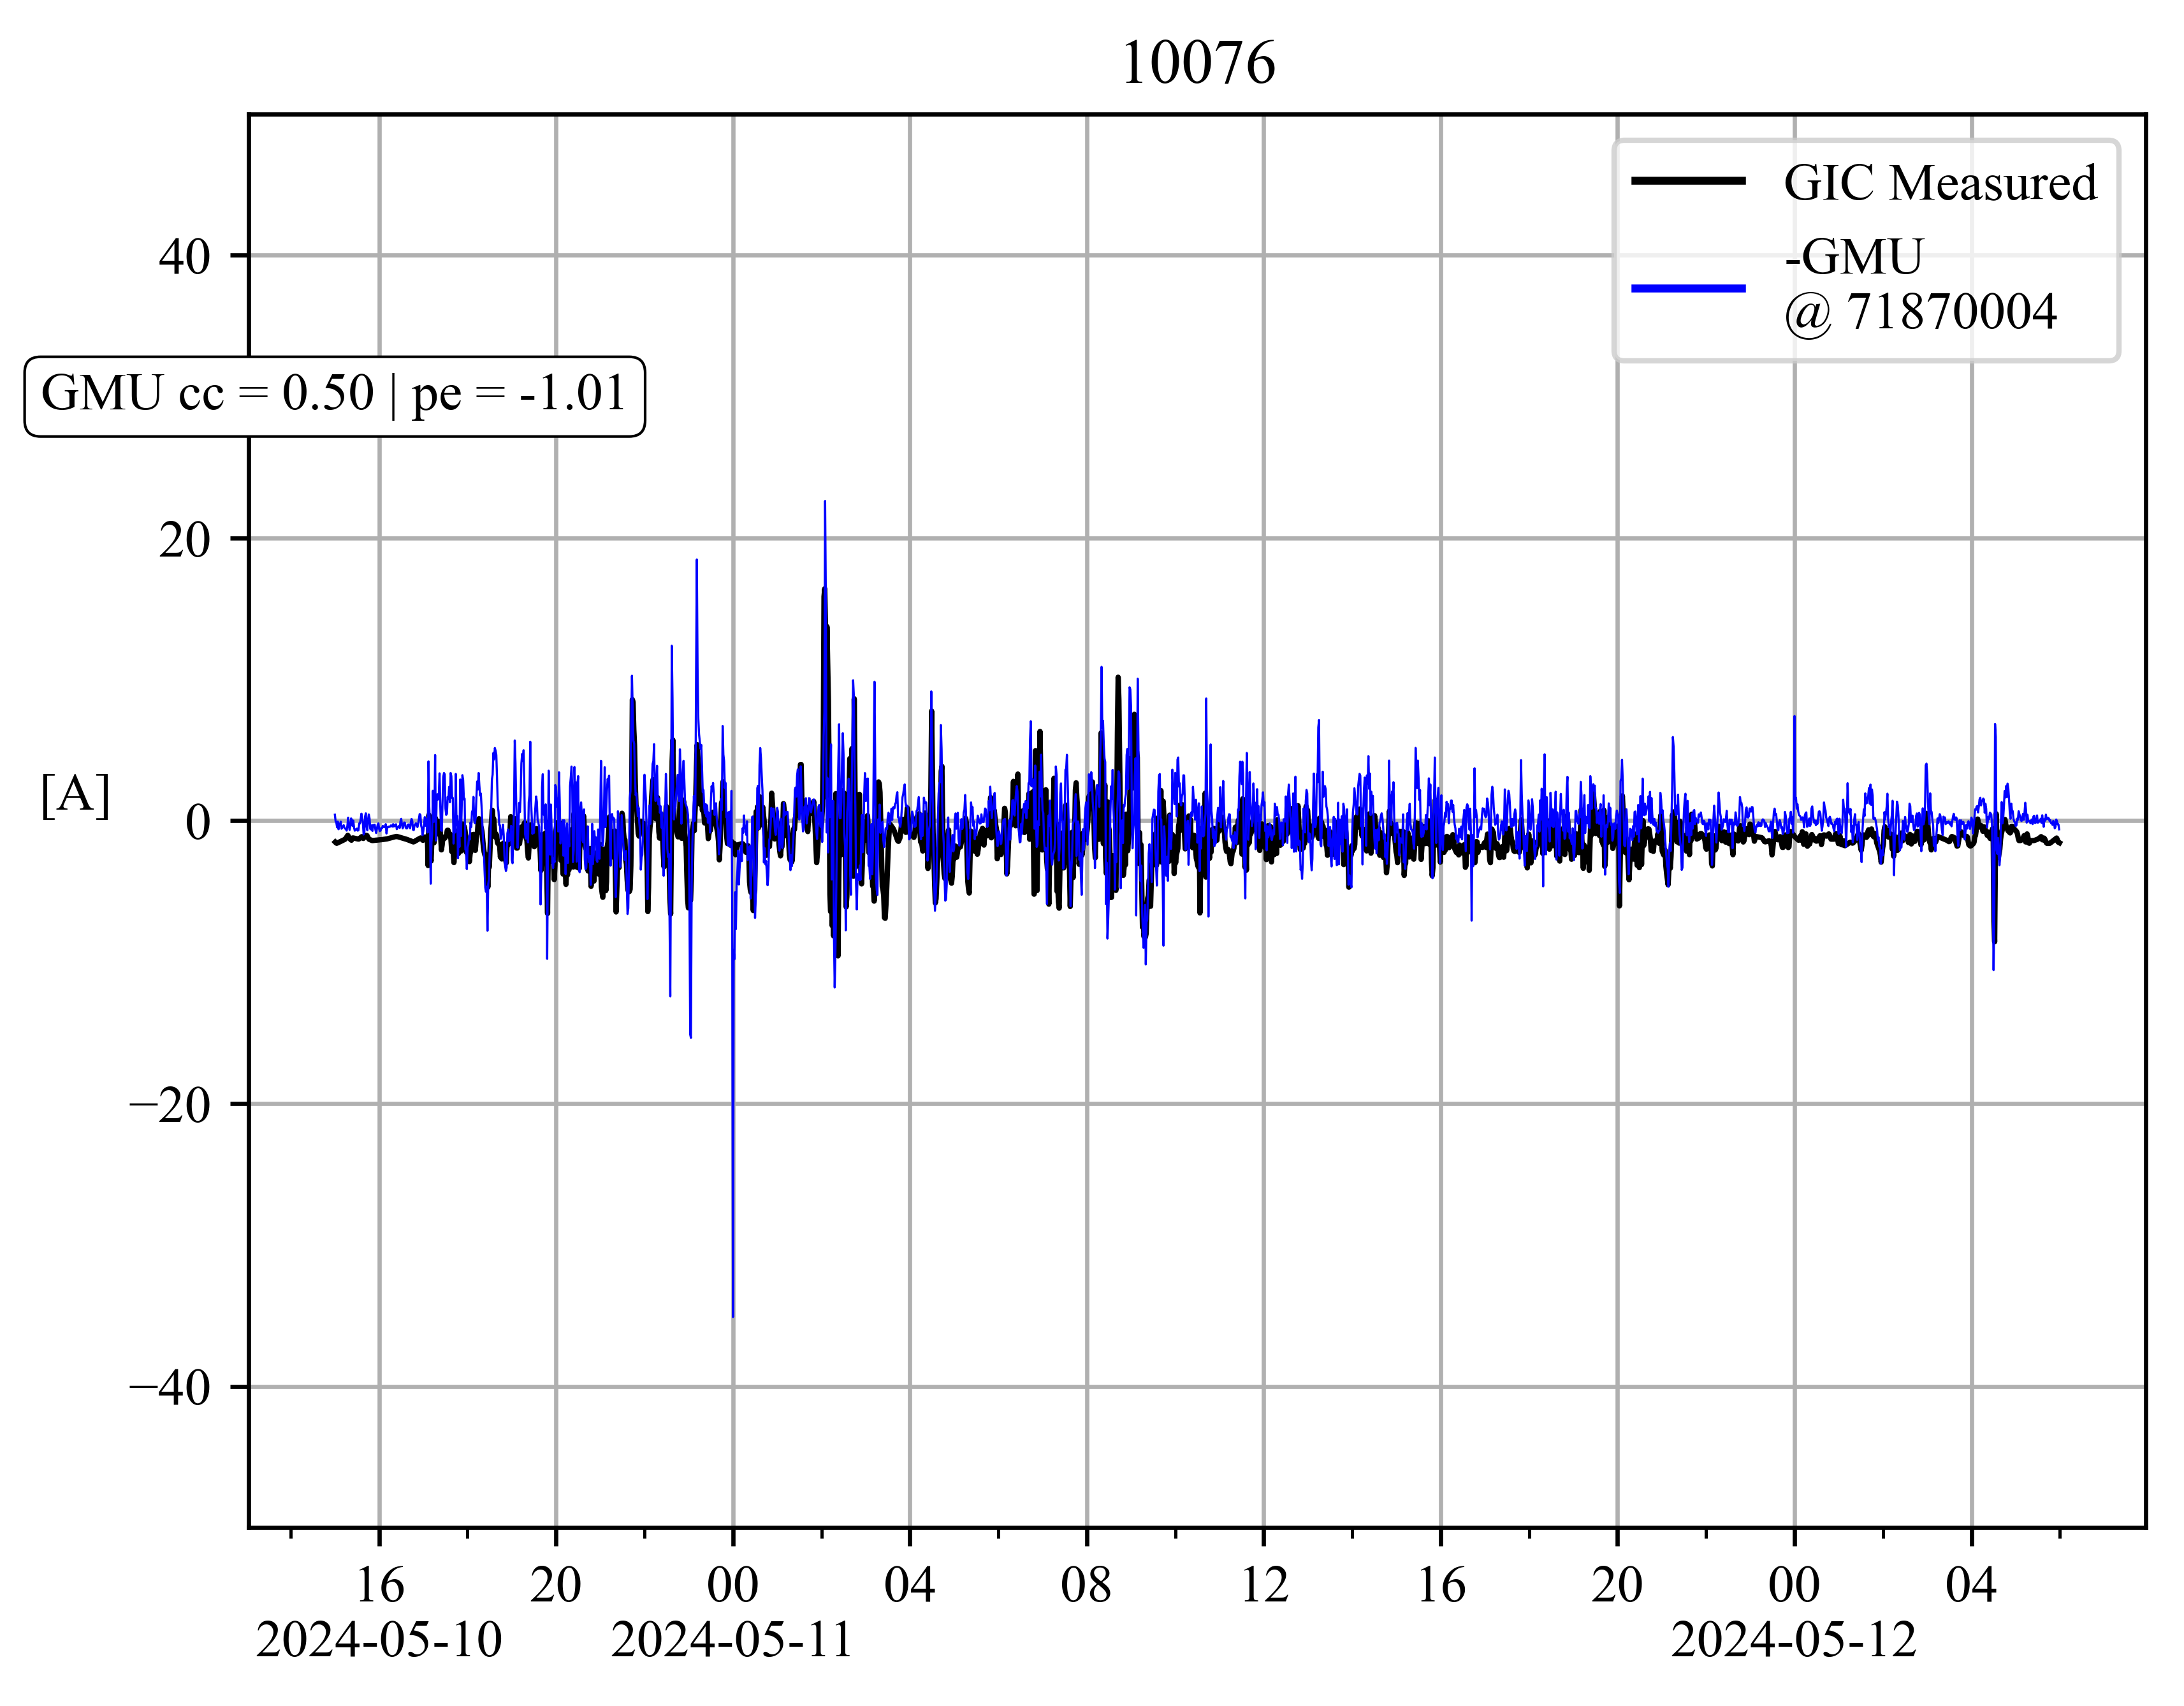 10076
GIC Measured
-GMU
@ 71870004
GMU cc = 0.50 | pe = -1.01
[A]
40
20
0
−20
−40
16 20 00 04 08 12 16 20 00 04
2024-05-10 2024-05-11 2024-05-12